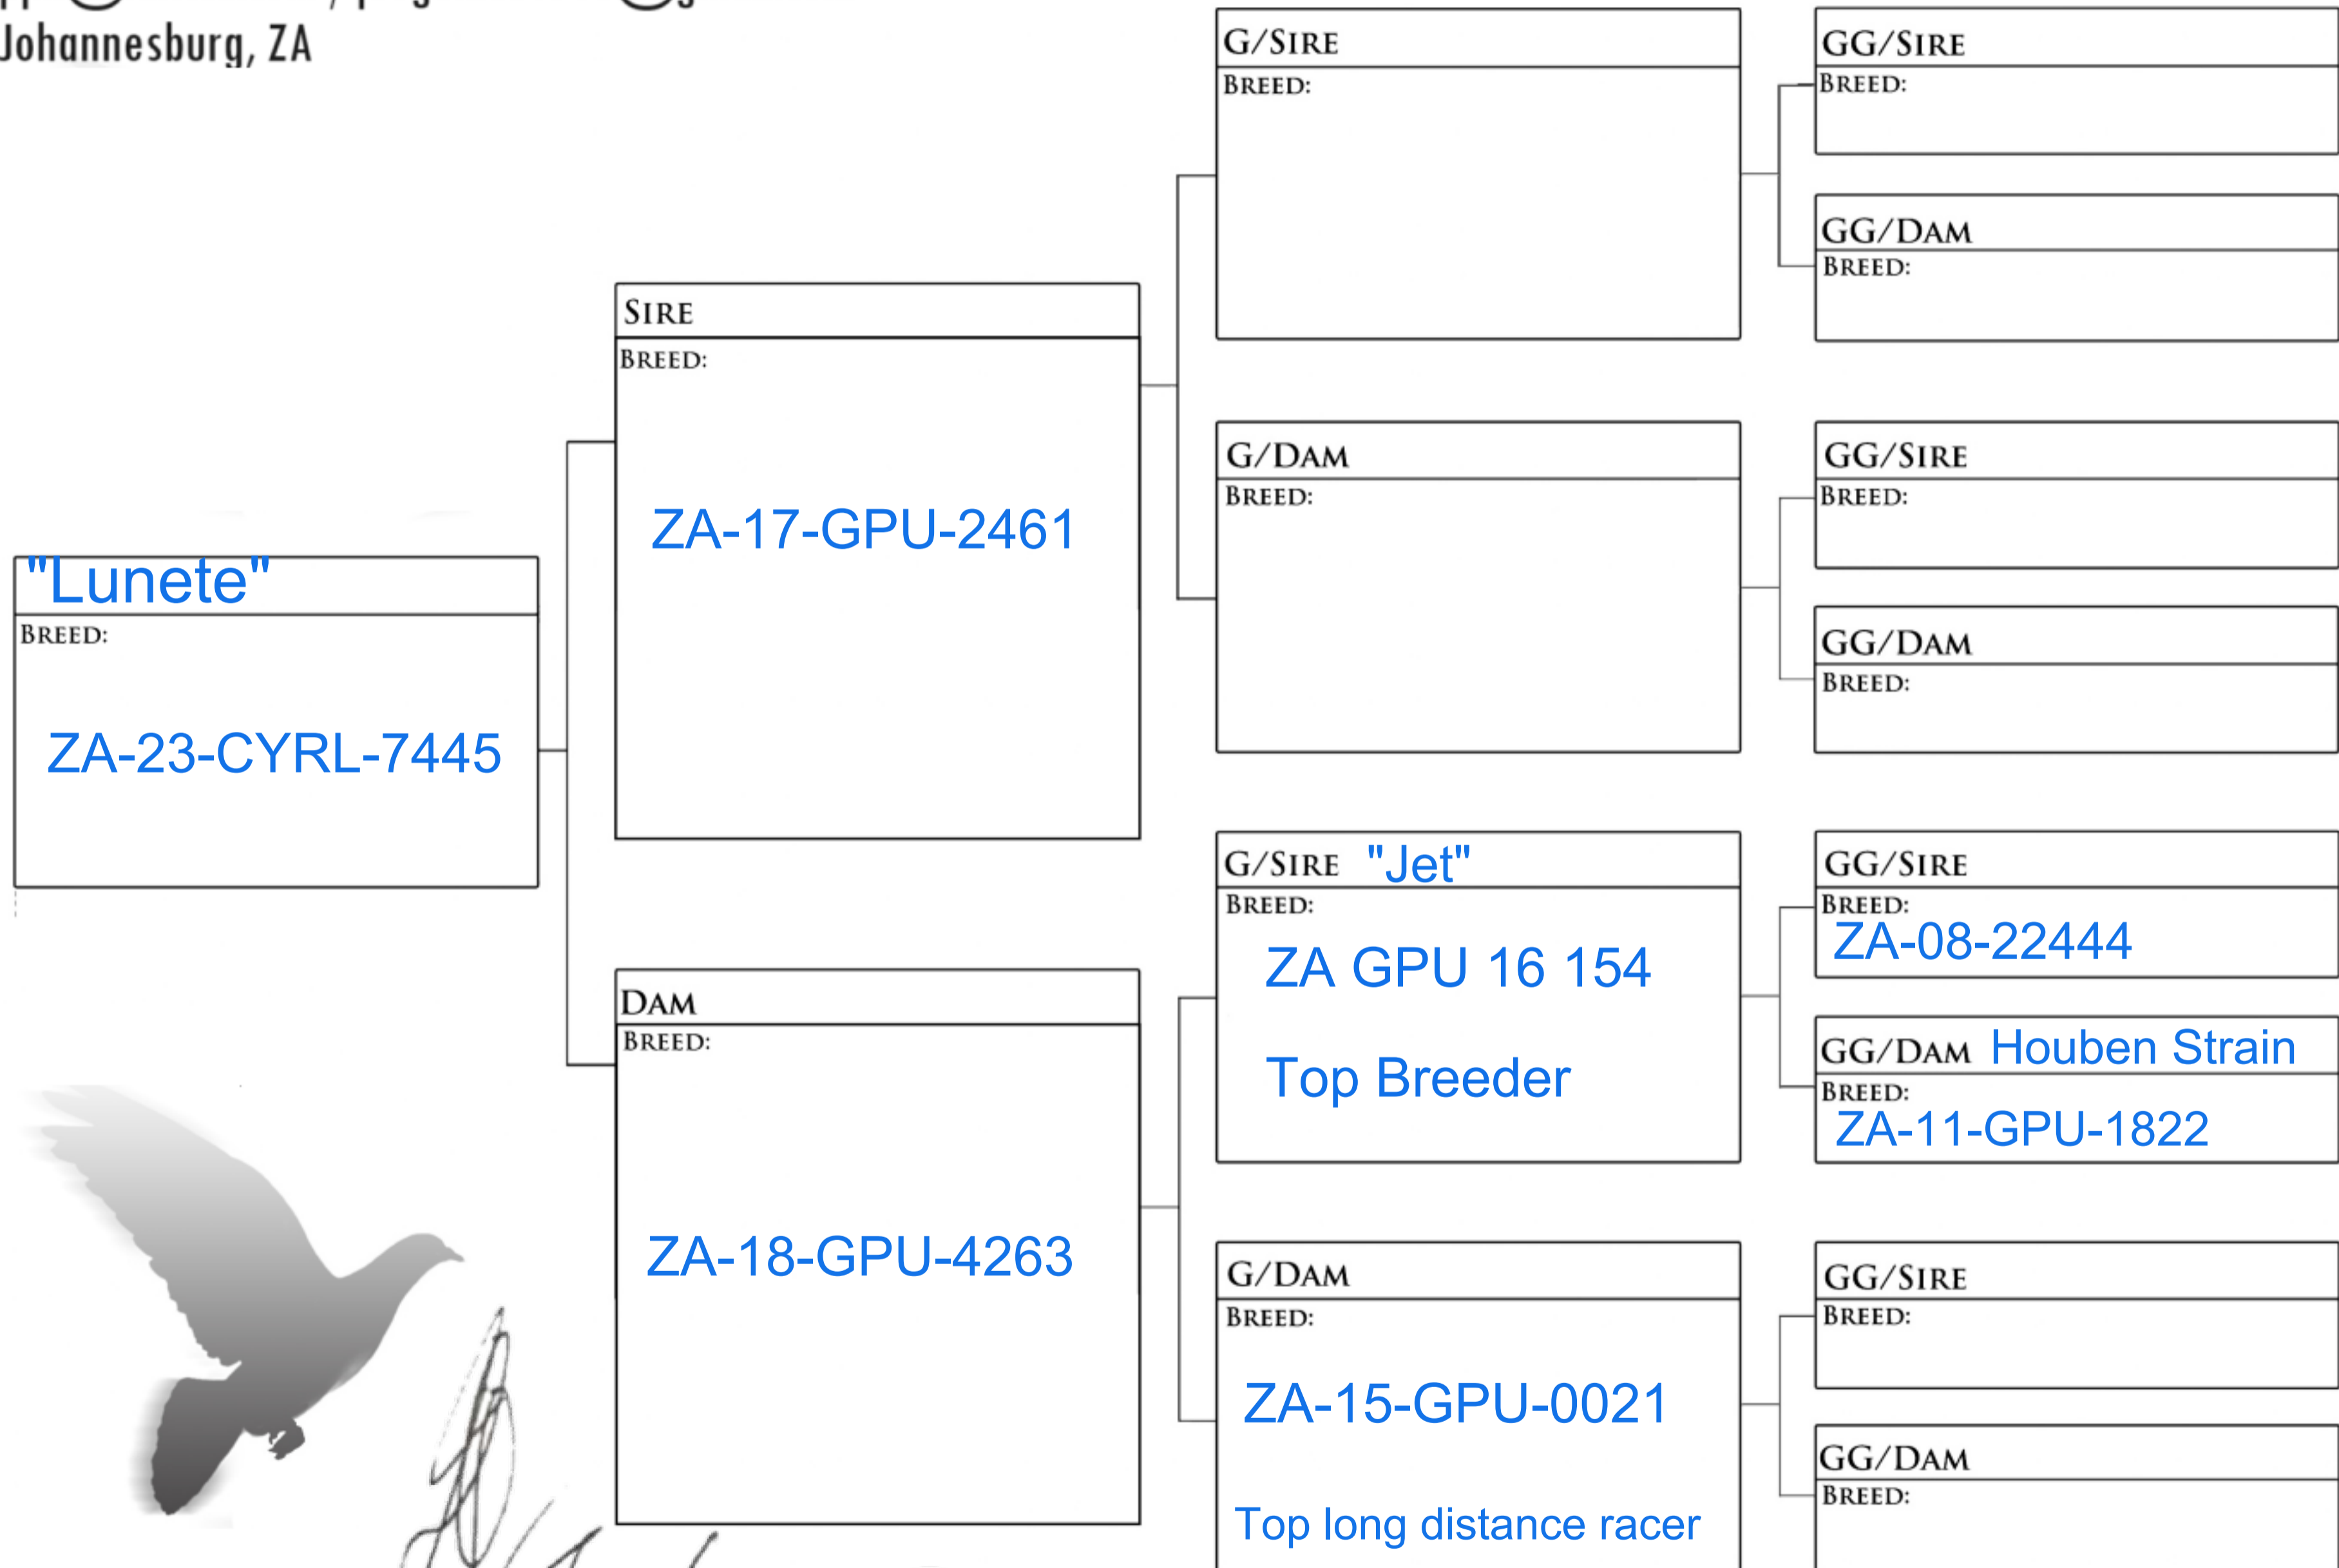 Johannesburg, ZA
"Lunete"
BREED:
ZA-23-CYRL-7445
SIRE
BREED:
ZA-17-GPU-2461
DAM
BREED:
ZA-18-GPU-4263
G/SIRE
BREED:
G/DAM
BREED:
G/SIRE "Jet"
BREED:
ZA GPU 16 154
Top Breeder
G/DAM
BREED:
ZA-15-GPU-0021
Top long distance racer
GG/SIRE
BREED:
GG/DAM
BREED:
GG/SIRE
BREED:
GG/DAM
BREED:
GG/SIRE
BREED:
ZA-08-22444
GG/DAM Houben Strain
BREED:
ZA-11-GPU-1822
GG/SIRE
BREED:
GG/DAM
BREED: